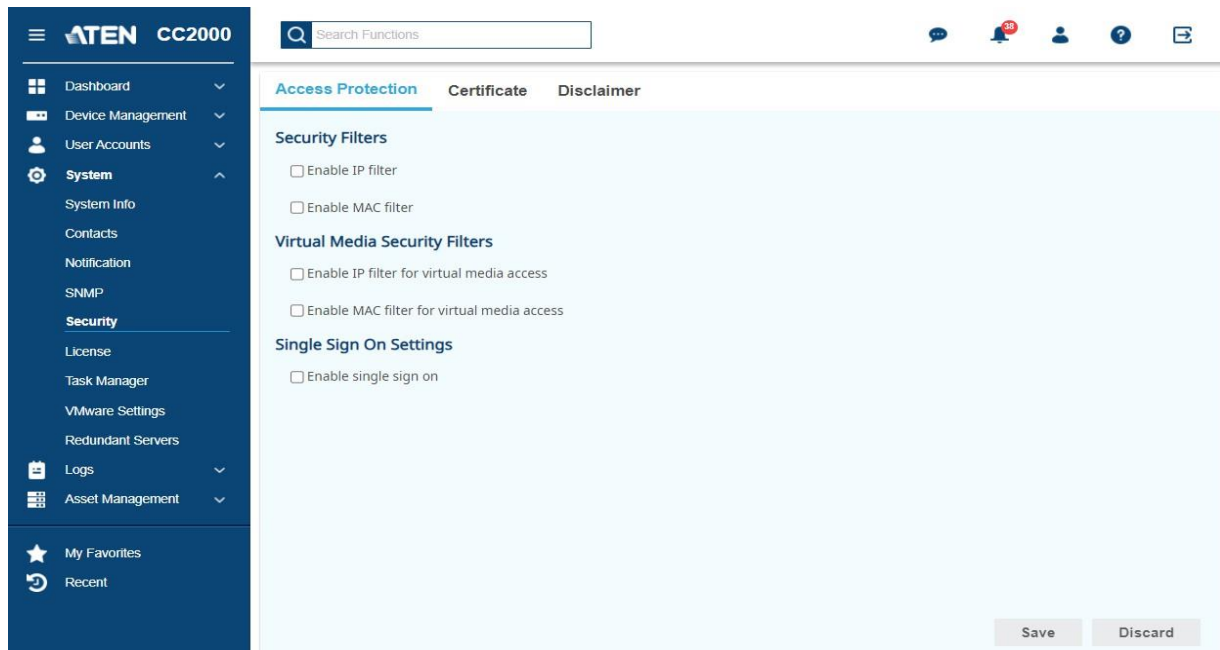 ATEN CC2000
Search Functions
38
Dashboard
Device Management
User Accounts
System
System Info
Contacts
Notification
SNMP
Security
License
Task Manager
VMware Settings
Redundant Servers
Logs
Asset Management
My Favorites
Recent
Access Protection Certificate Disclaimer
Security Filters
Enable IP filter
Enable MAC filter
Virtual Media Security Filters
Enable IP filter for virtual media access
Enable MAC filter for virtual media access
Single Sign On Settings
Enable single sign on
Save Discard